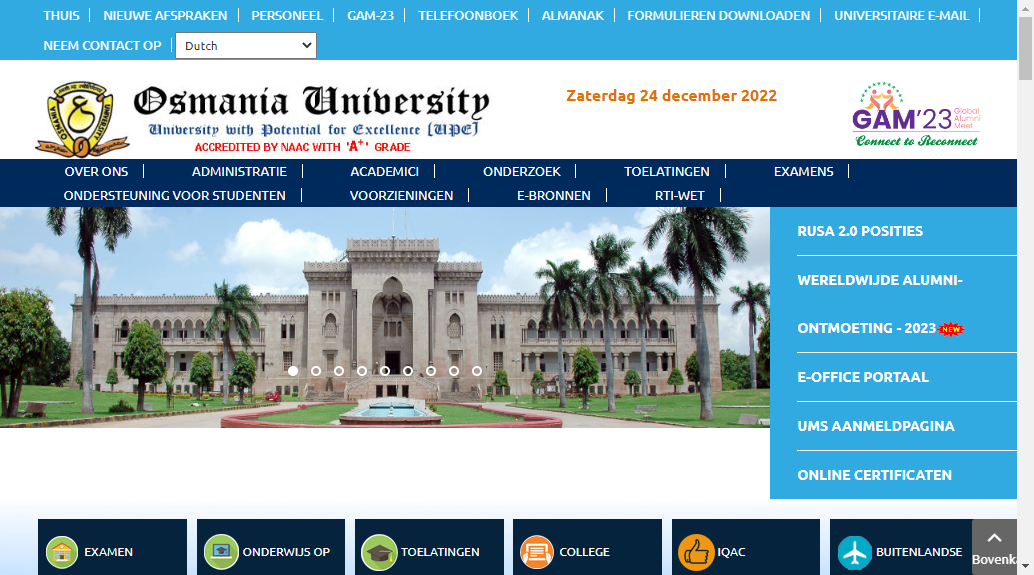 THUIS NIEUWE AFSPRAKEN PERSONEEL GAM-23 TELEFOONBOEK ALMANAK FORMULIEREN DOWNLOADEN UNIVERSITAIRE E-MAIL
NEEM CONTACT OP Dutch
Osmania University
University with Potential for Excellence [UPE]
ACCREDITED BY NAAC WITH 'A+' GRADE
Zaterdag 24 december 2022
GAM'23 Global Alumni Meet
Connect to Reconnect
OVER ONS ADMINISTRATIE ACADEMICI ONDERZOEK TOELATINGEN EXAMENS
ONDERSTEUNING VOOR STUDENTEN VOORZIENINGEN E-BRONNEN RTI-WET
RUSA 2.0 POSITIES
WERELDWIJDE ALUMNI-
ONTMOETING - 2023 NEW
E-OFFICE PORTAAL
UMS AANMELDPAGINA
ONLINE CERTIFICATEN
EXAMEN ONDERWIJS OP TOELATINGEN COLLEGE IQAC BUITENLANDSE